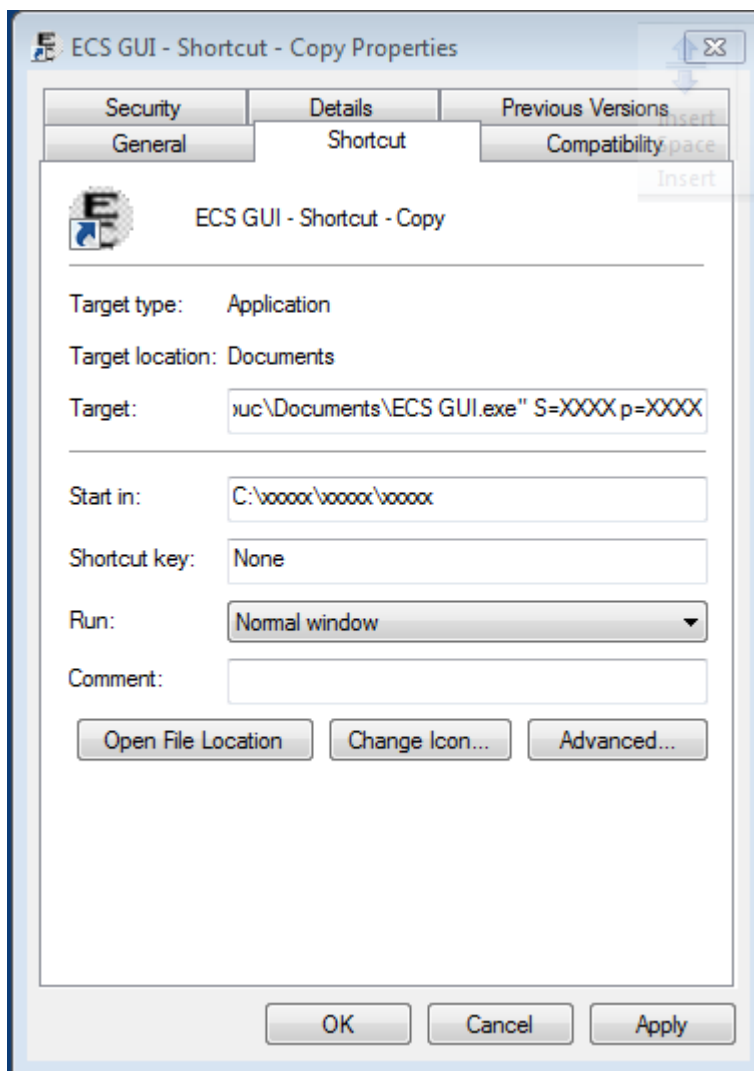 ECS GUI - Shortcut - Copy Properties
Security Details Previous Versions
General Shortcut Compatibility
Insert
Space
Insert
ECS GUI - Shortcut - Copy
Target type: Application
Target location: Documents
Target: ouc\Documents\ECS GUI.exe" S=XXXX p=XXXX
Start in: C:\xxxxx\xxxxx\xxxxx
Shortcut key: None
Run: Normal window
Comment:
Open File Location Change Icon... Advanced...
OK Cancel Apply